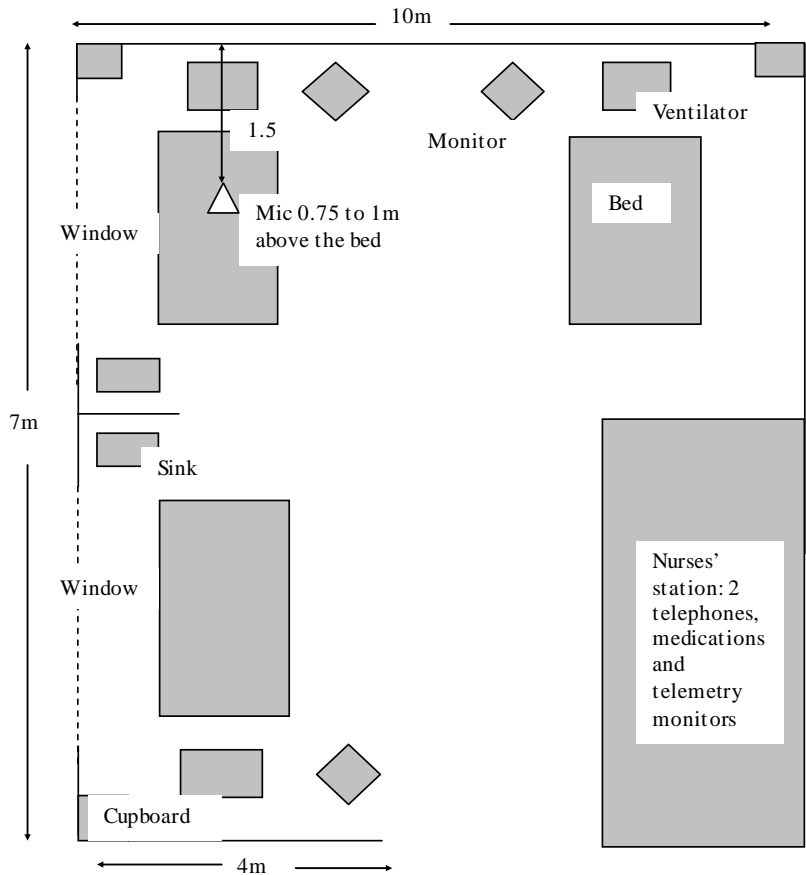 10m
1.5
Ventilator
Monitor
Bed
Mic 0.75 to 1m
above the bed
Window
7m
Sink
Window
Nurses’
station: 2
telephones,
medications
and
telemetry
monitors
Cupboard
4m